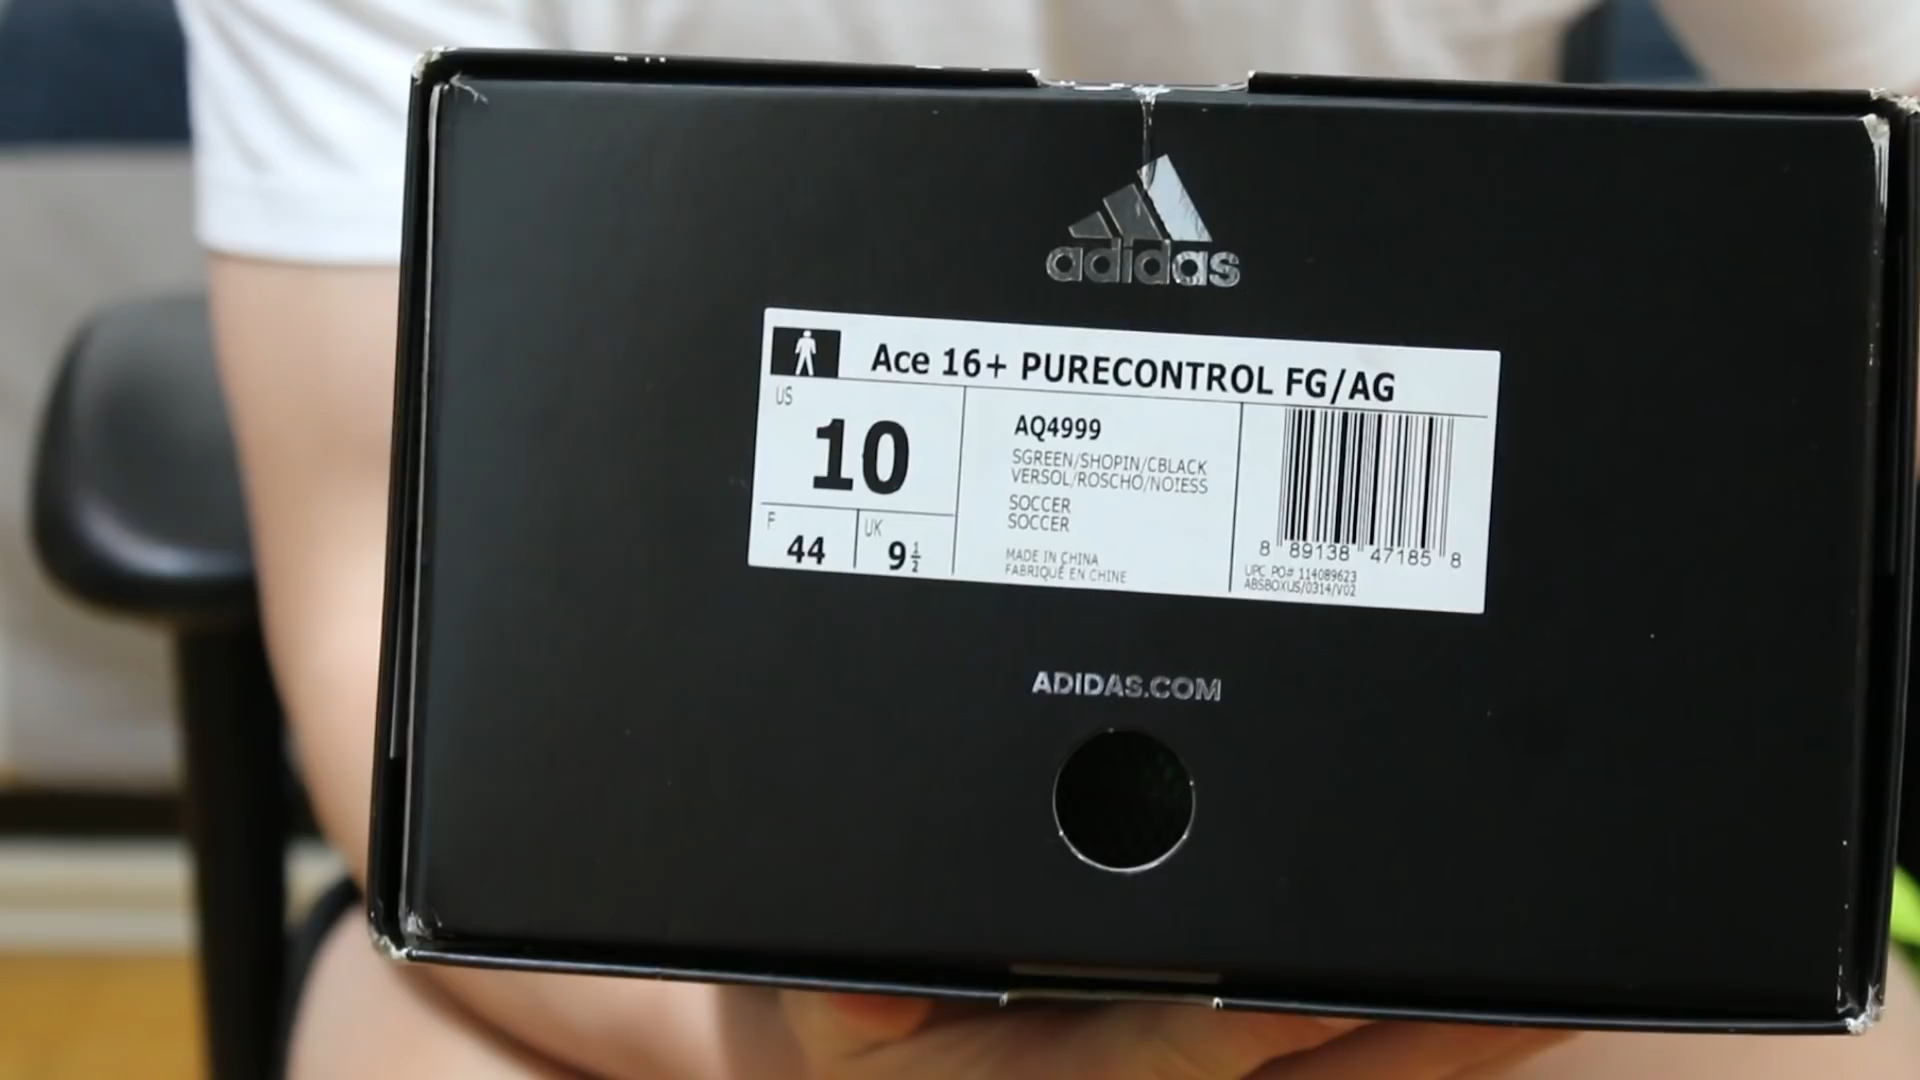 adidas
Ace 16+ PURECONTROL FG/AG
US
10
F
44
UK
9½
AQ4999
SGREEN/SHOPIN/CBLACK
VERSOL/ROSCHO/NOIESS
SOCCER
SOCCER
MADE IN CHINA
FABRIQUÉ EN CHINE
8 89138 47185 8
UPC PO# 114089623
ABSBOXUS/0314/V02
ADIDAS.COM